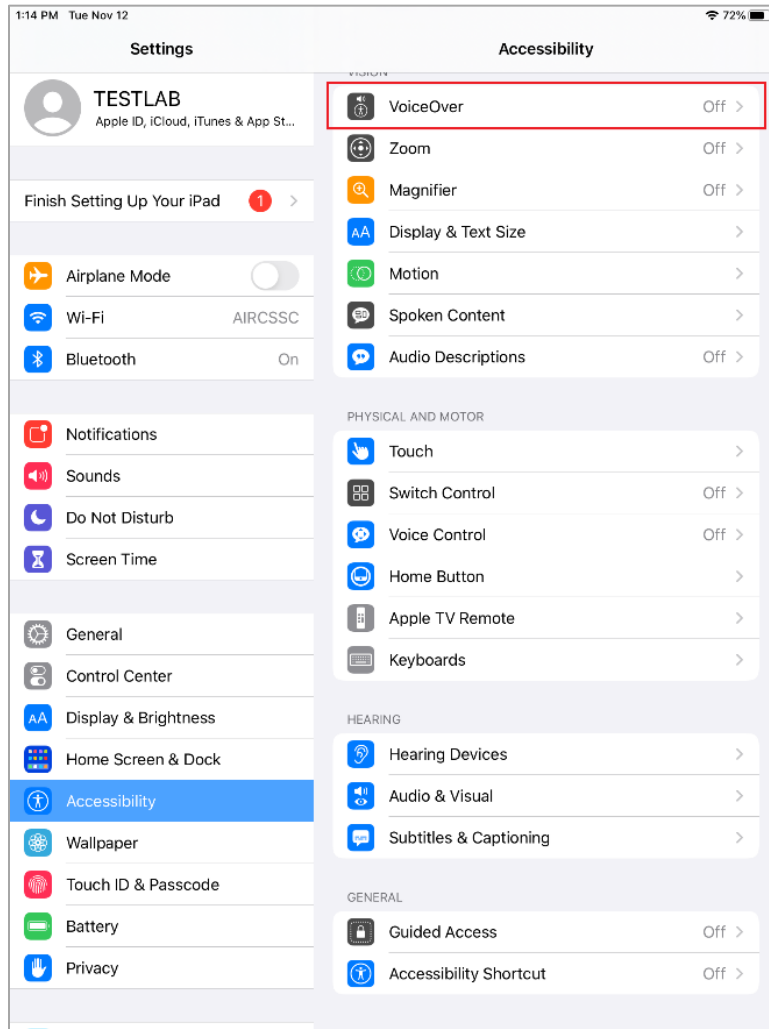 1:14 PM Tue Nov 12
72%
Settings
TESTLAB
Apple ID, iCloud, iTunes & App St...
Finish Setting Up Your iPad 1
Airplane Mode
Wi-Fi AIRCSSC
Bluetooth On
Notifications
Sounds
Do Not Disturb
Screen Time
General
Control Center
AA Display & Brightness
Home Screen & Dock
Accessibility
Wallpaper
Touch ID & Passcode
Battery
Privacy
Accessibility
VISION
VoiceOver Off
Zoom Off
Magnifier Off
AA Display & Text Size
Motion
Spoken Content
Audio Descriptions Off
PHYSICAL AND MOTOR
Touch
Switch Control Off
Voice Control Off
Home Button
Apple TV Remote
Keyboards
HEARING
Hearing Devices
Audio & Visual
Subtitles & Captioning
GENERAL
Guided Access Off
Accessibility Shortcut Off